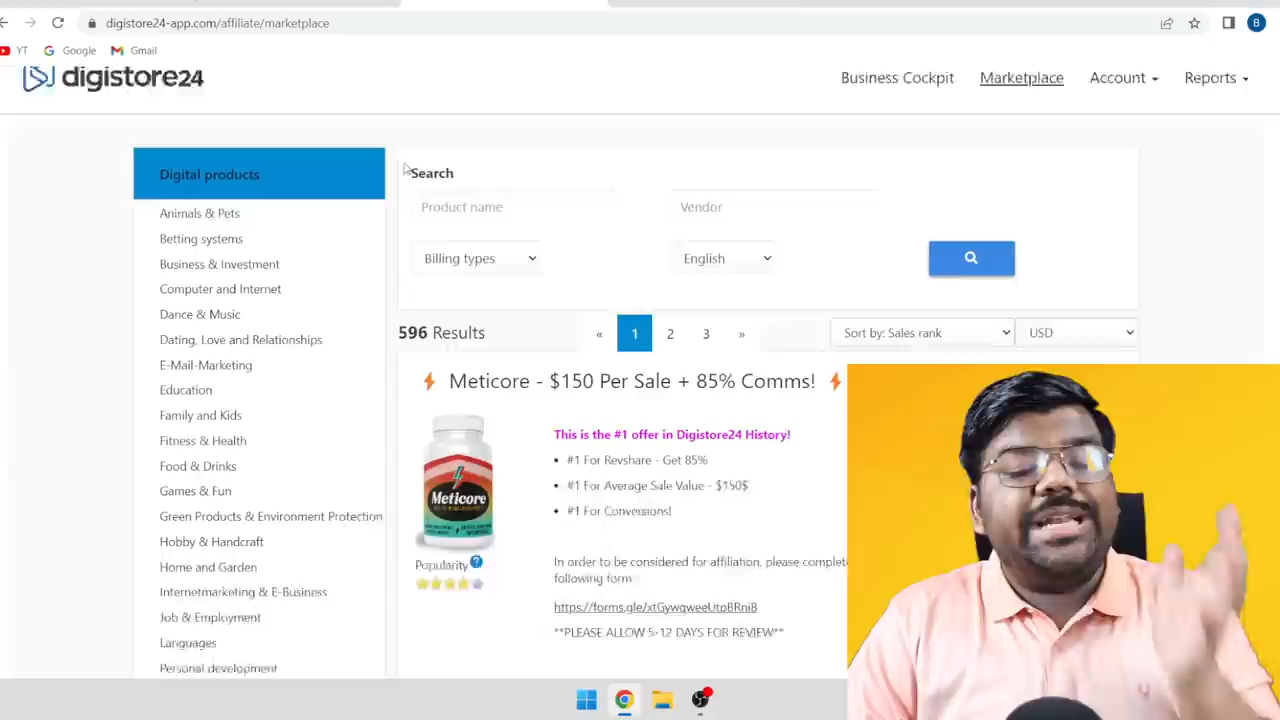 digistore24-app.com/affiliate/marketplace
B
YT
Google
Gmail
digistore24
Business Cockpit
Marketplace
Account
Reports
Digital products
Animals & Pets
Betting systems
Business & Investment
Computer and Internet
Dance & Music
Dating, Love and Relationships
E-Mail-Marketing
Education
Family and Kids
Fitness & Health
Food & Drinks
Games & Fun
Green Products & Environment Protection
Hobby & Handcraft
Home and Garden
Internetmarketing & E-Business
Job & Employment
Languages
Personal development
Search
Product name
Vendor
Billing types
English
596 Results
« 1 2 3 »
Sort by: Sales rank
USD
Meticore - $150 Per Sale + 85% Comms!
Meticore
Popularity ?
This is the #1 offer in Digistore24 History!
• #1 For Revshare - Get 85%
• #1 For Average Sale Value - $150$
• #1 For Conversions!
In order to be considered for affiliation, please complete
following form
https://forms.gle/xtGywqweeUtpBRni8
**PLEASE ALLOW 5-12 DAYS FOR REVIEW**